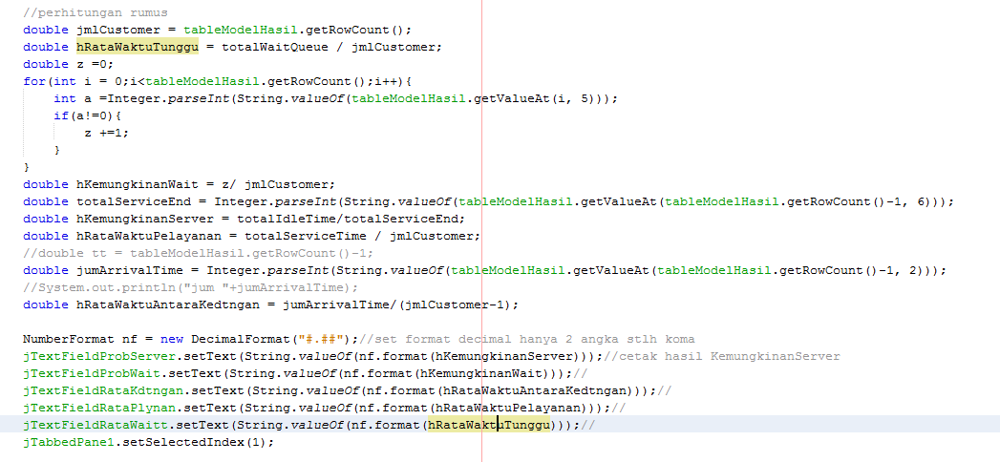 //perhitungan rumus
double jmlCustomer = tableModelHasil.getRowCount();
double hRataWaktuTunggu = totalWaitQueue / jmlCustomer;
double z =0;
for(int i = 0;i<tableModelHasil.getRowCount();i++){
    int a =Integer.parseInt(String.valueOf(tableModelHasil.getValueAt(i, 5)));
    if(a!=0){
        z +=1;
    }
}
double hKemungkinanWait = z/ jmlCustomer;
double totalServiceEnd = Integer.parseInt(String.valueOf(tableModelHasil.getValueAt(tableModelHasil.getRowCount()-1, 6)));
double hKemungkinanServer = totalIdleTime/totalServiceEnd;
double hRataWaktuPelayanan = totalServiceTime / jmlCustomer;
//double tt = tableModelHasil.getRowCount()-1;
double jumArrivalTime = Integer.parseInt(String.valueOf(tableModelHasil.getValueAt(tableModelHasil.getRowCount()-1, 2)));
//System.out.println("jum "+jumArrivalTime);
double hRataWaktuAntaraKedtngan = jumArrivalTime/(jmlCustomer-1);
NumberFormat nf = new DecimalFormat("#.##");//set format decimal hanya 2 angka stlh koma
jTextFieldProbServer.setText(String.valueOf(nf.format(hKemungkinanServer)));//cetak hasil KemungkinanServer
jTextFieldProbWait.setText(String.valueOf(nf.format(hKemungkinanWait)));//
jTextFieldRataKdtngan.setText(String.valueOf(nf.format(hRataWaktuAntaraKedtngan)));//
jTextFieldRataPlynan.setText(String.valueOf(nf.format(hRataWaktuPelayanan)));//
jTextFieldRataWaitt.setText(String.valueOf(nf.format(hRataWaktuTunggu)));//
jTabbedPane1.setSelectedIndex(1);